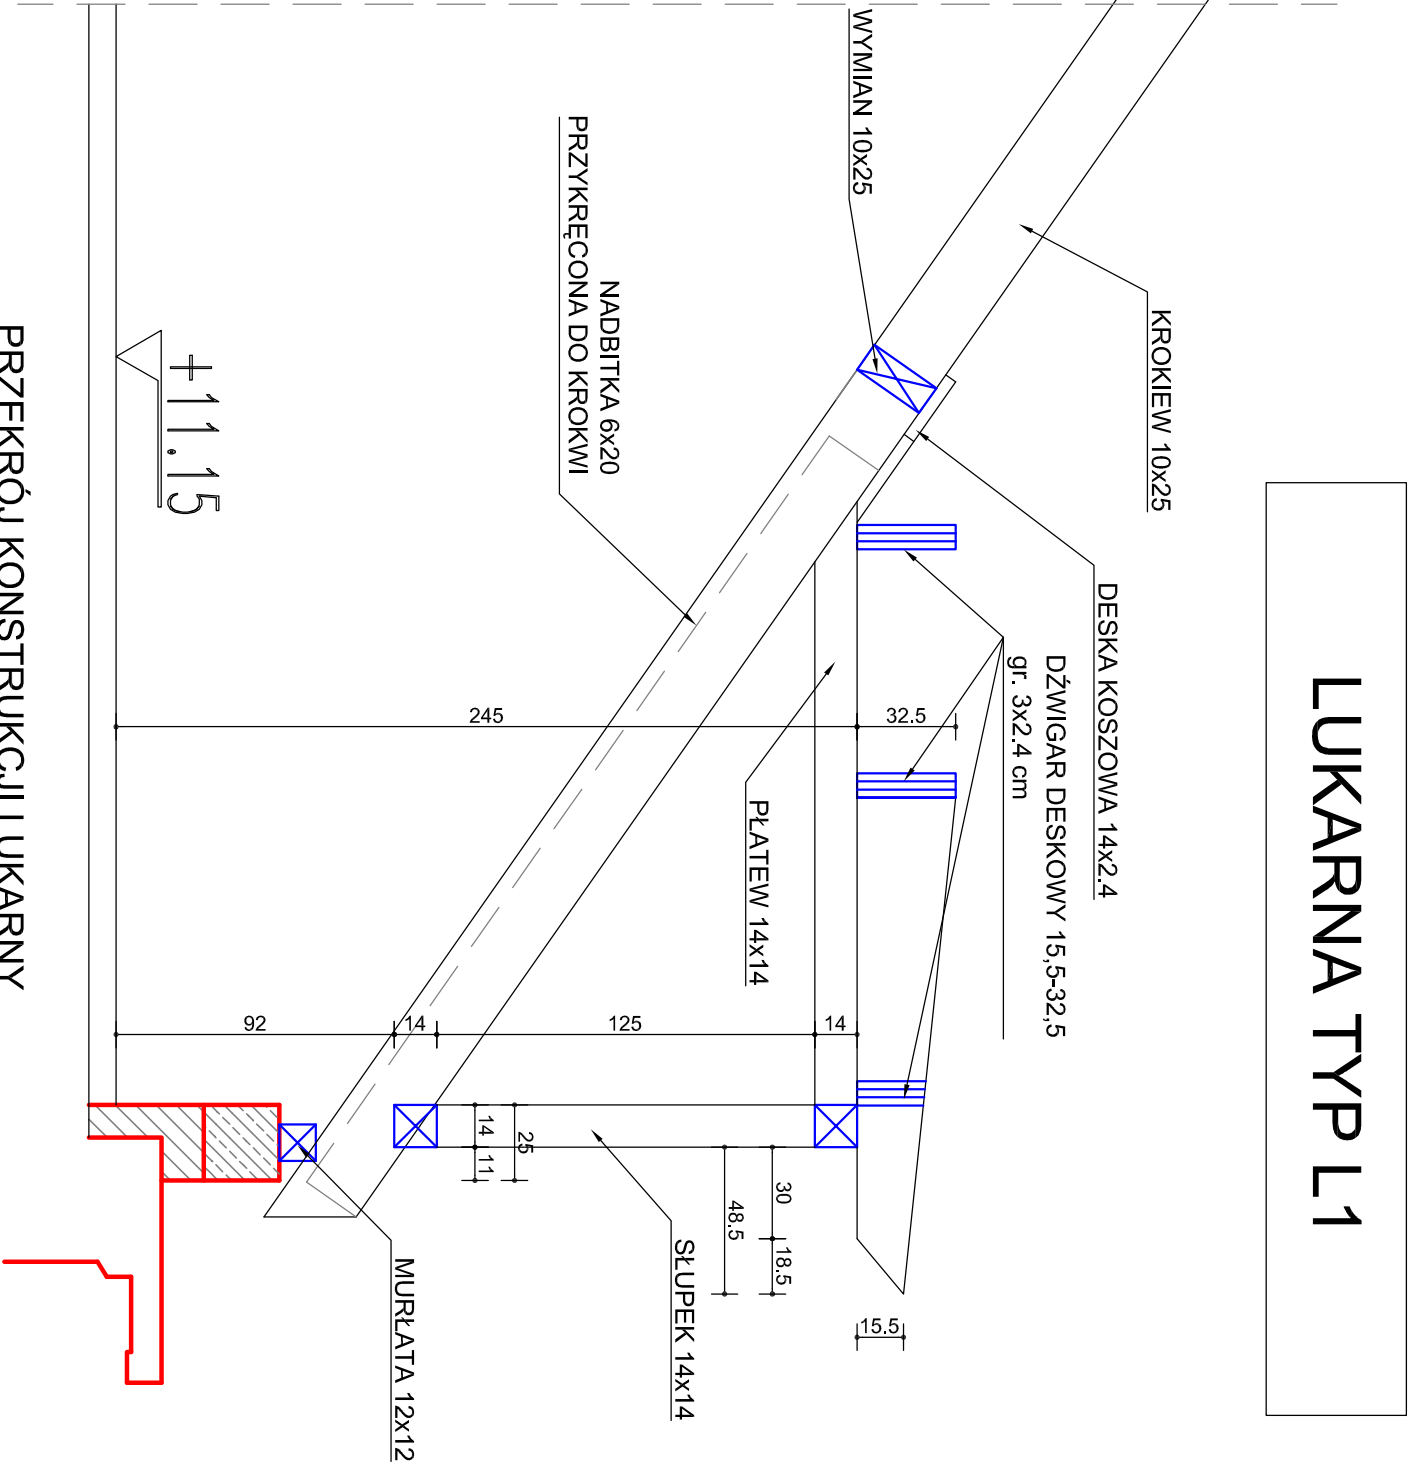 LUKARNA TYP L1
KROKIEW 10x25
DESKA KOSZOWA 14x2.4
DŹWIGAR DESKOWY 15,5-32,5
gr. 3x2.4 cm
WYMIAN 10x25
PŁATEW 14x14
NADBITKA 6x20
PRZYKRĘCONA DO KROKWI
SŁUPEK 14x14
MURŁATA 12x12
15.5
32.5
245
14
125
14
92
30
18.5
48.5
25
14
11
+11.15
PRZEKRÓJ KONSTRUKCJI LUKARNY